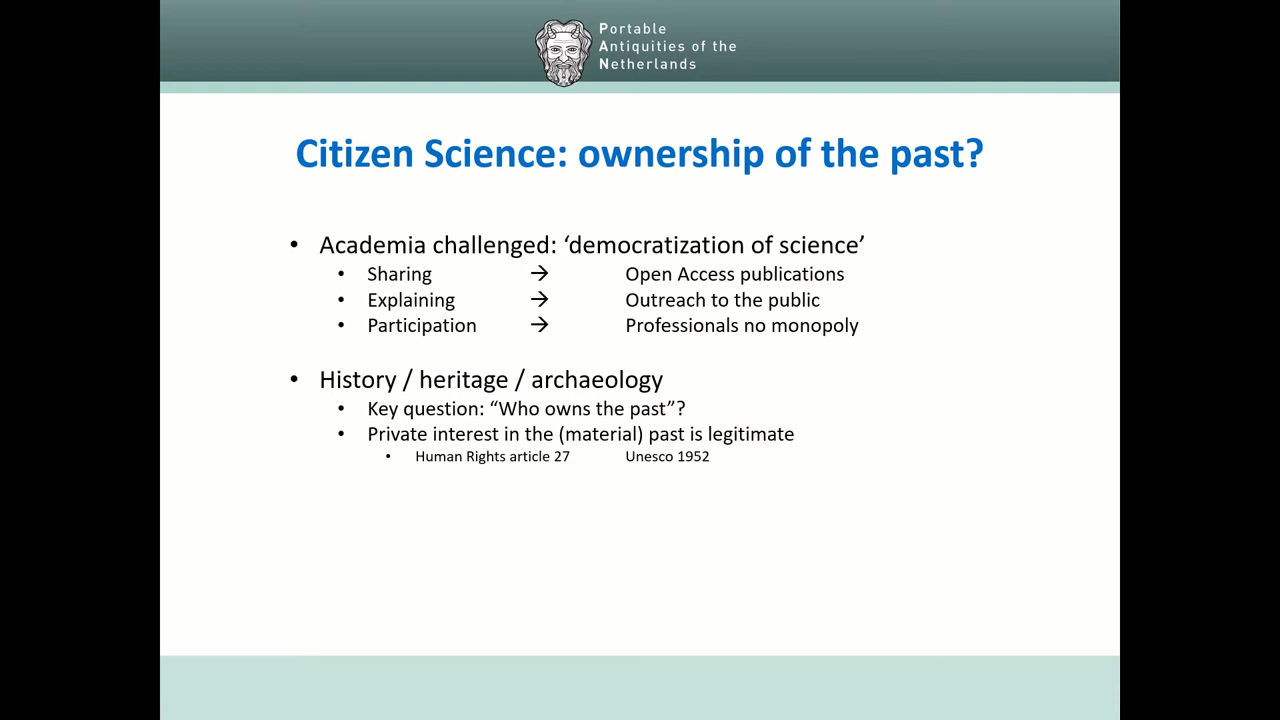 Portable
Antiquities of the
Netherlands
Citizen Science: ownership of the past?
• Academia challenged: ‘democratization of science’
• Sharing → Open Access publications
• Explaining → Outreach to the public
• Participation → Professionals no monopoly
• History / heritage / archaeology
• Key question: “Who owns the past”?
• Private interest in the (material) past is legitimate
• Human Rights article 27 Unesco 1952